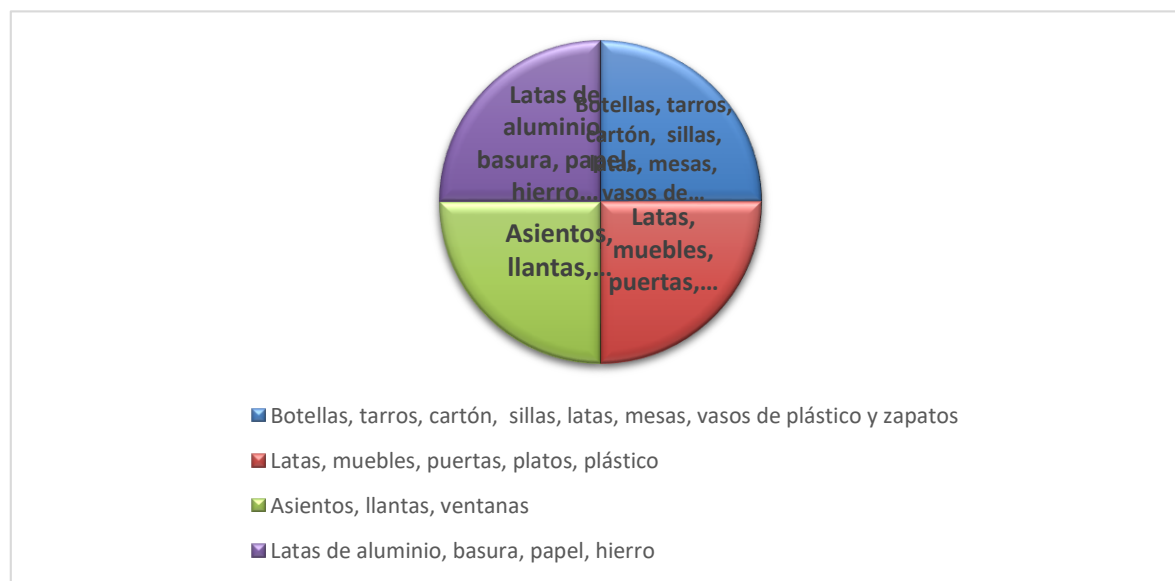 Latas de
aluminio,
basura, papel,
hierro…
Botellas, tarros,
cartón,  sillas,
latas, mesas,
vasos de…
Asientos,
llantas,…
Latas,
muebles,
puertas,…
Botellas, tarros, cartón,  sillas, latas, mesas, vasos de plástico y zapatos
Latas, muebles, puertas, platos, plástico
Asientos, llantas, ventanas
Latas de aluminio, basura, papel, hierro